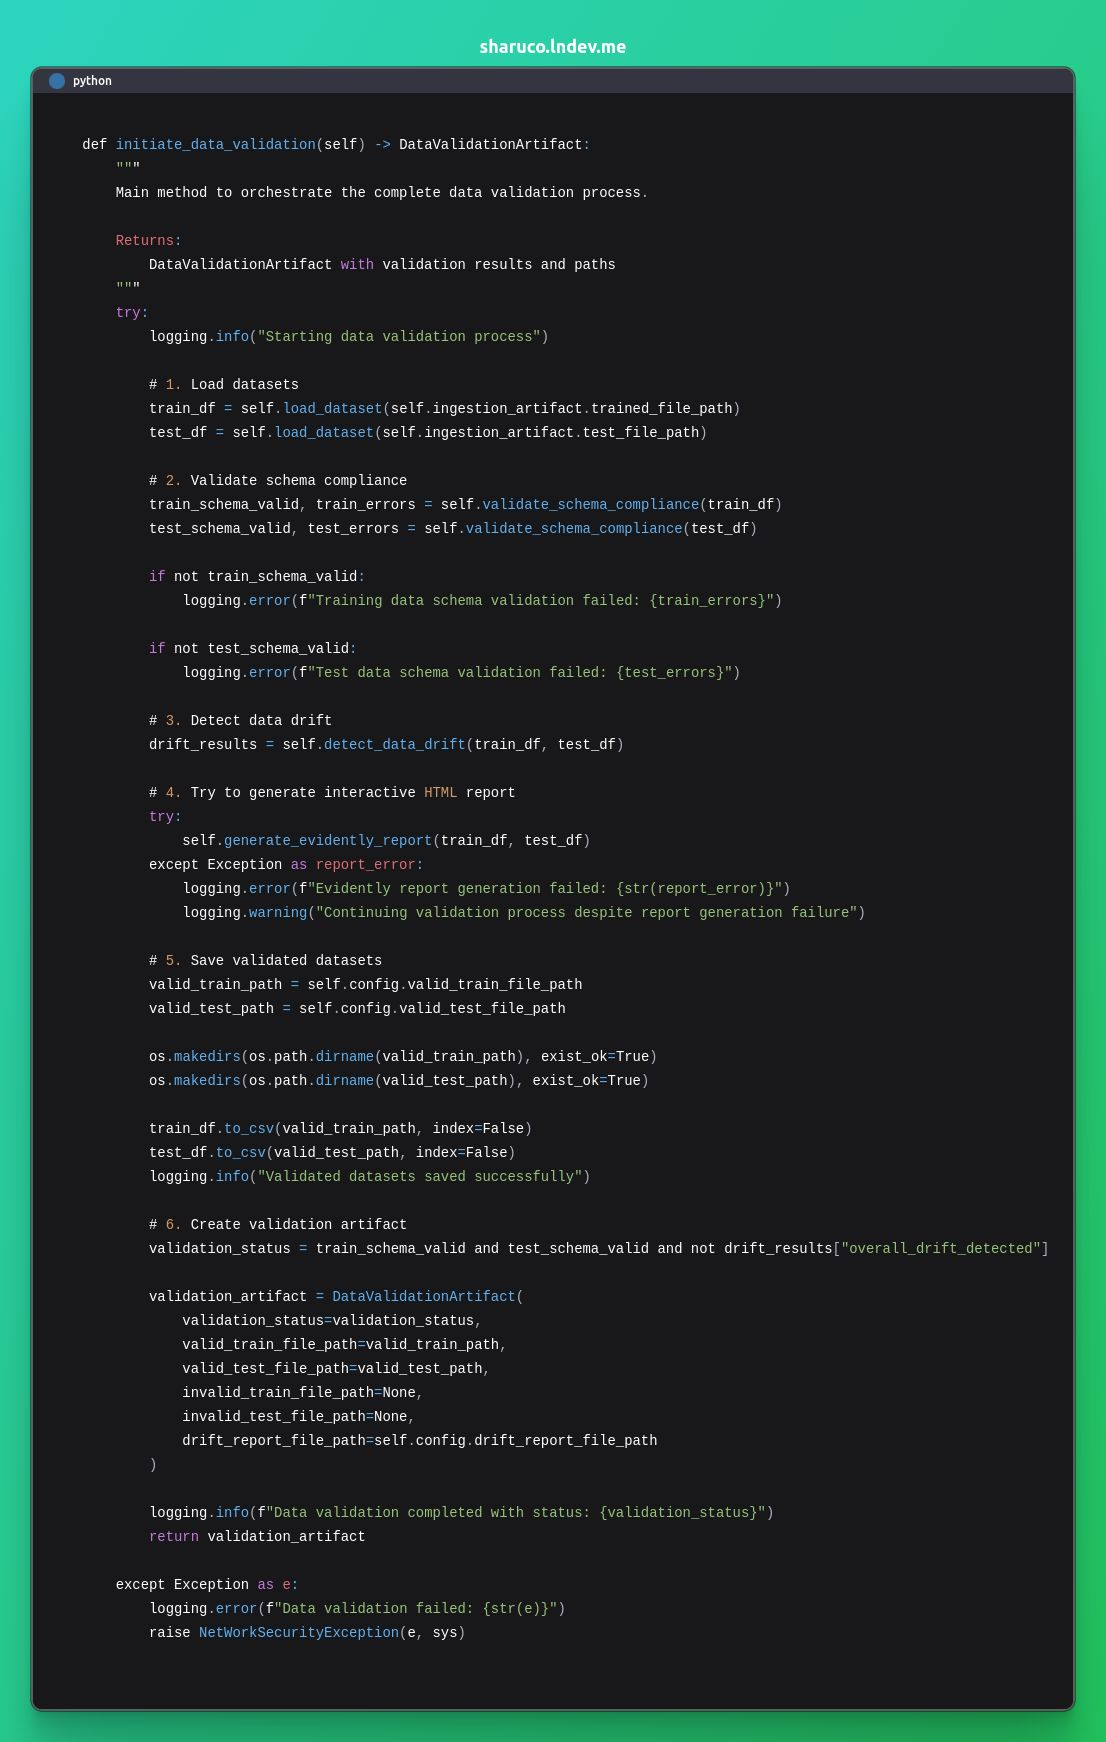 sharuco.lndev.me
python
def initiate_data_validation(self) -> DataValidationArtifact:
"""
Main method to orchestrate the complete data validation process.
Returns:
DataValidationArtifact with validation results and paths
"""
try:
logging.info("Starting data validation process")
# 1. Load datasets
train_df = self.load_dataset(self.ingestion_artifact.trained_file_path)
test_df = self.load_dataset(self.ingestion_artifact.test_file_path)
# 2. Validate schema compliance
train_schema_valid, train_errors = self.validate_schema_compliance(train_df)
test_schema_valid, test_errors = self.validate_schema_compliance(test_df)
if not train_schema_valid:
logging.error(f"Training data schema validation failed: {train_errors}")
if not test_schema_valid:
logging.error(f"Test data schema validation failed: {test_errors}")
# 3. Detect data drift
drift_results = self.detect_data_drift(train_df, test_df)
# 4. Try to generate interactive HTML report
try:
self.generate_evidently_report(train_df, test_df)
except Exception as report_error:
logging.error(f"Evidently report generation failed: {str(report_error)}")
logging.warning("Continuing validation process despite report generation failure")
# 5. Save validated datasets
valid_train_path = self.config.valid_train_file_path
valid_test_path = self.config.valid_test_file_path
os.makedirs(os.path.dirname(valid_train_path), exist_ok=True)
os.makedirs(os.path.dirname(valid_test_path), exist_ok=True)
train_df.to_csv(valid_train_path, index=False)
test_df.to_csv(valid_test_path, index=False)
logging.info("Validated datasets saved successfully")
# 6. Create validation artifact
validation_status = train_schema_valid and test_schema_valid and not drift_results["overall_drift_detected"]
validation_artifact = DataValidationArtifact(
validation_status=validation_status,
valid_train_file_path=valid_train_path,
valid_test_file_path=valid_test_path,
invalid_train_file_path=None,
invalid_test_file_path=None,
drift_report_file_path=self.config.drift_report_file_path
)
logging.info(f"Data validation completed with status: {validation_status}")
return validation_artifact
except Exception as e:
logging.error(f"Data validation failed: {str(e)}")
raise NetWorkSecurityException(e, sys)